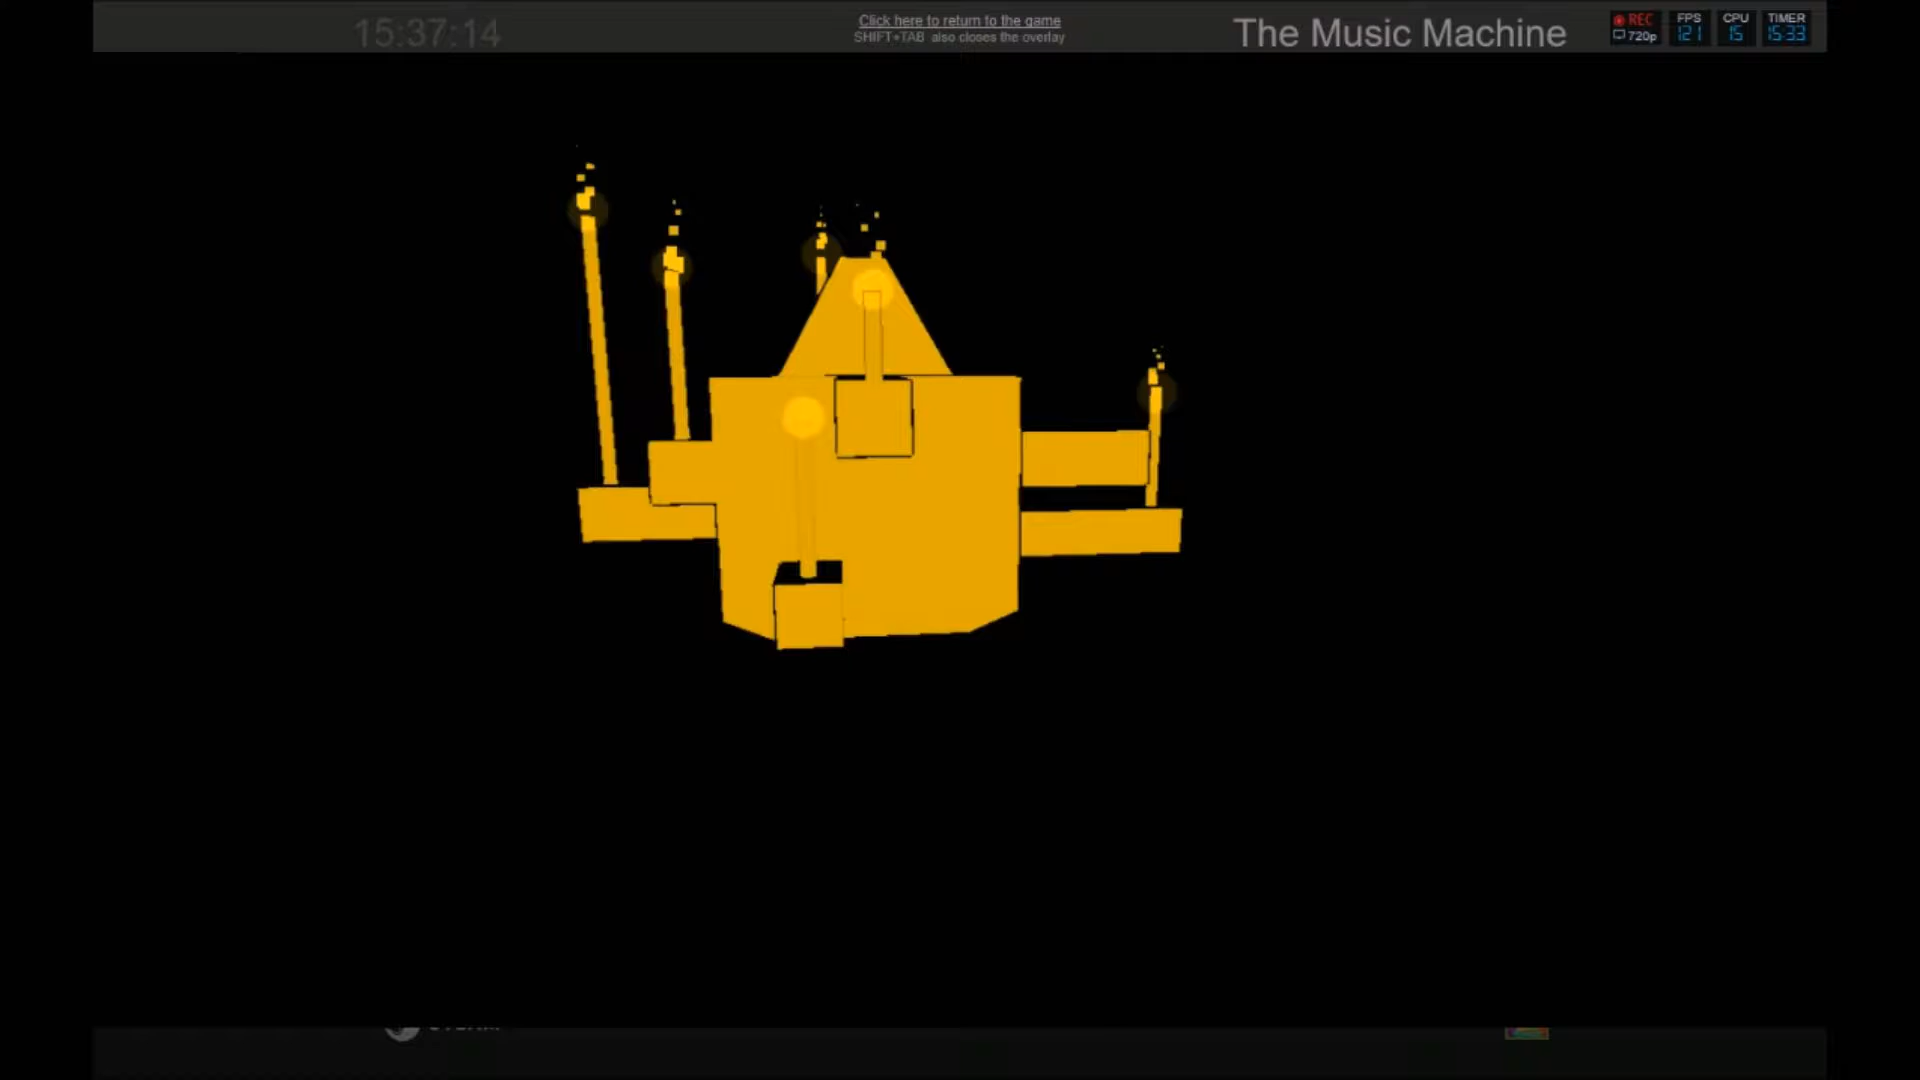 15:37:14
Click here to return to the game
SHIFT+TAB also closes the overlay
The Music Machine
REC
720p
FPS
121
CPU
15
TIMER
15:33